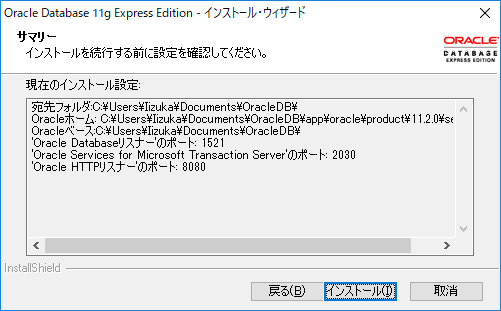 Oracle Database 11g Express Edition - インストール・ウィザード
サマリー
インストールを続行する前に設定を確認してください。
ORACLE
DATABASE
EXPRESS EDITION
現在のインストール設定:
宛先フォルダ:C:¥Users¥Iizuka¥Documents¥OracleDB¥
Oracleホーム: C:¥Users¥Iizuka¥Documents¥OracleDB¥app¥oracle¥product¥11.2.0¥se
Oracleベース:C:¥Users¥Iizuka¥Documents¥OracleDB¥
'Oracle Databaseリスナー'のポート: 1521
'Oracle Services for Microsoft Transaction Server'のポート: 2030
'Oracle HTTPリスナー'のポート: 8080
InstallShield
戻る(B)
インストール(I)
取消